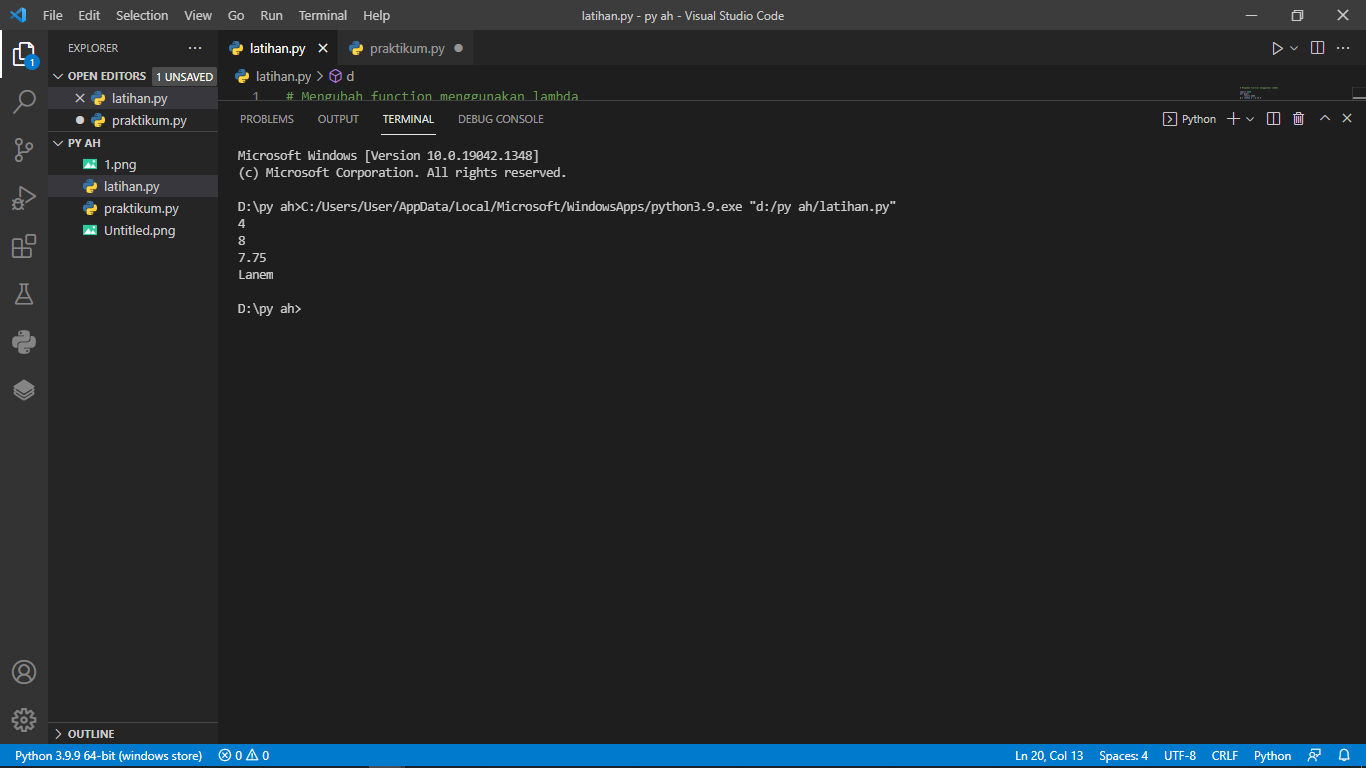 File Edit Selection View Go Run Terminal Help
latihan.py - py ah - Visual Studio Code
EXPLORER
latihan.py
praktikum.py
1
OPEN EDITORS
1 UNSAVED
latihan.py > d
latihan.py
1 # Mengubah function menggunakan lambda
praktikum.py
PROBLEMS OUTPUT TERMINAL DEBUG CONSOLE
Python
PY AH
1.png
latihan.py
praktikum.py
Untitled.png
Microsoft Windows [Version 10.0.19042.1348]
(c) Microsoft Corporation. All rights reserved.
D:\py ah>C:/Users/User/AppData/Local/Microsoft/WindowsApps/python3.9.exe "d:/py ah/latihan.py"
4
8
7.75
Lanem
D:\py ah>
OUTLINE
Python 3.9.9 64-bit (windows store) 0 0
Ln 20, Col 13 Spaces: 4 UTF-8 CRLF Python